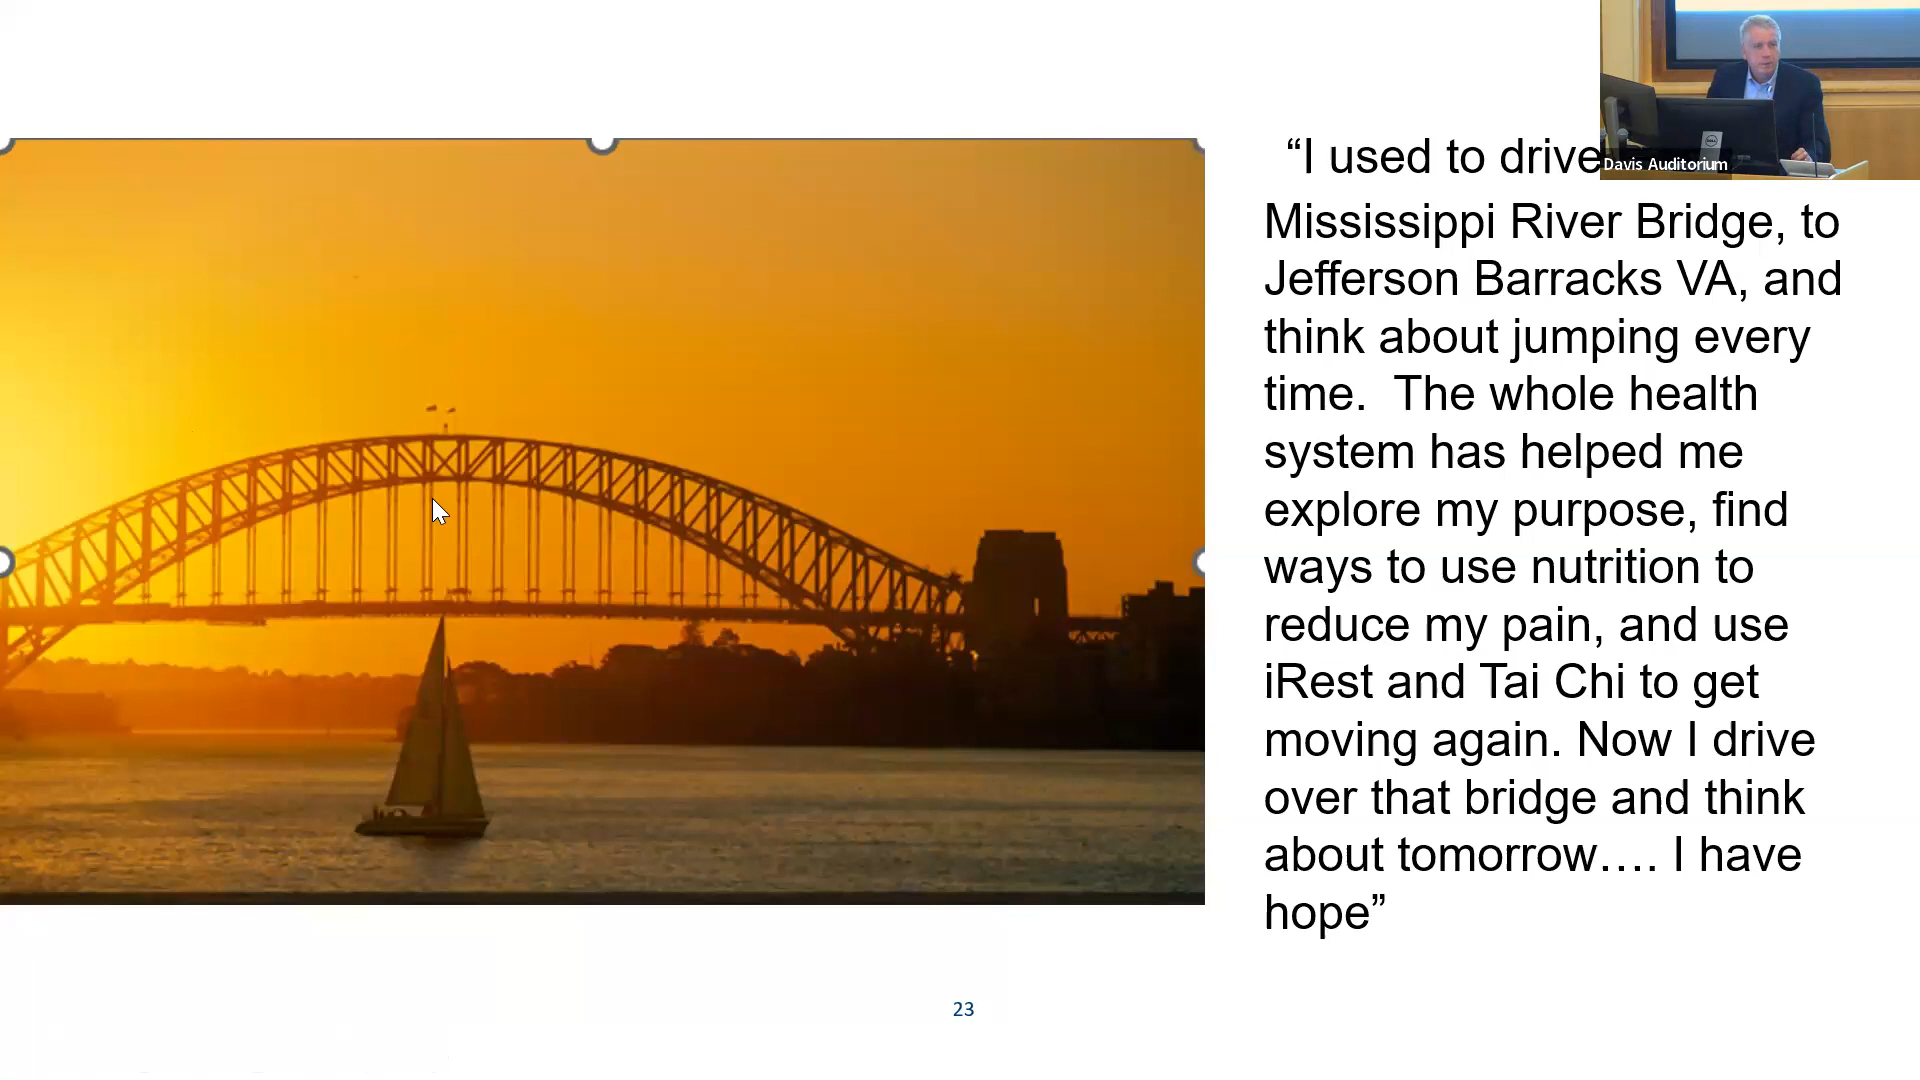 “I used to drive
Mississippi River Bridge, to
Jefferson Barracks VA, and
think about jumping every
time.  The whole health
system has helped me
explore my purpose, find
ways to use nutrition to
reduce my pain, and use
iRest and Tai Chi to get
moving again. Now I drive
over that bridge and think
about tomorrow…. I have
hope”
Davis Auditorium
23